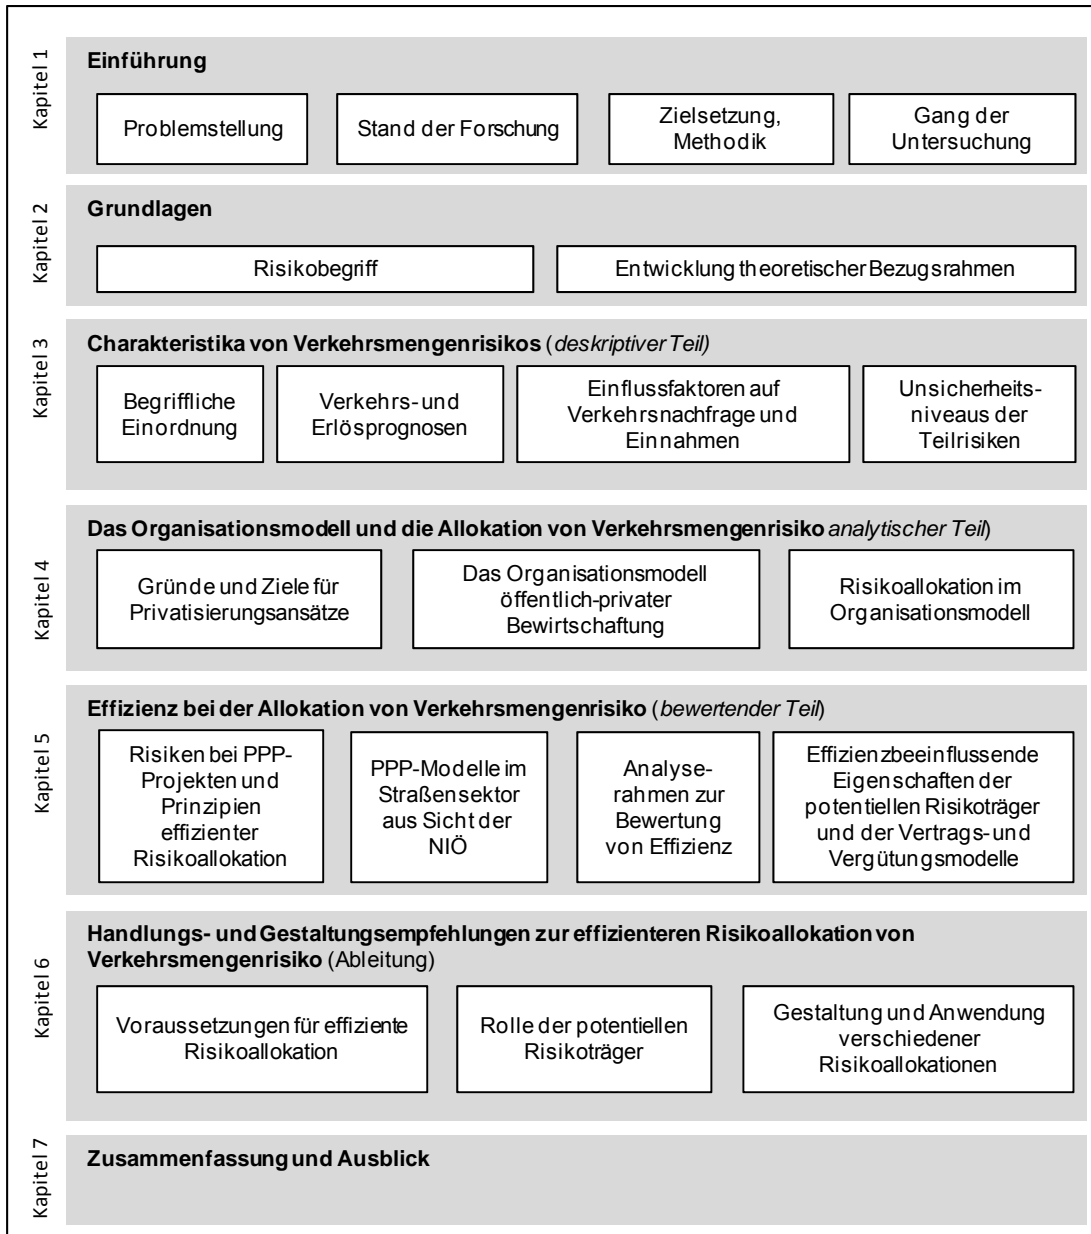 Kapitel 1
Einführung
Problemstellung
Stand der Forschung
Zielsetzung,
Methodik
Gang der
Untersuchung
Kapitel 2
Grundlagen
Risikobegriff
Entwicklung theoretischer Bezugsrahmen
Kapitel 3
Charakteristika von Verkehrsmengenrisikos (deskriptiver Teil)
Begriffliche
Einordnung
Verkehrs- und
Erlösprognosen
Einflussfaktoren auf
Verkehrsnachfrage und
Einnahmen
Unsicherheits-
niveaus der
Teilrisiken
Kapitel 4
Das Organisationsmodell und die Allokation von Verkehrsmengenrisiko analytischer Teil)
Gründe und Ziele für
Privatisierungsansätze
Das Organisationsmodell
öffentlich-privater
Bewirtschaftung
Risikoallokation im
Organisationsmodell
Kapitel 5
Effizienz bei der Allokation von Verkehrsmengenrisiko (bewertender Teil)
Risiken bei PPP-
Projekten und
Prinzipien
effizienter
Risikoallokation
PPP-Modelle im
Straßensektor
aus Sicht der
NIÖ
Analyse-
rahmen zur
Bewertung
von Effizienz
Effizienzbeeinflussende
Eigenschaften der
potentiellen Risikoträger
und der Vertrags- und
Vergütungsmodelle
Kapitel 6
Handlungs- und Gestaltungsempfehlungen zur effizienteren Risikoallokation von
Verkehrsmengenrisiko (Ableitung)
Voraussetzungen für effiziente
Risikoallokation
Rolle der potentiellen
Risikoträger
Gestaltung und Anwendung
verschiedener
Risikoallokationen
Kapitel 7
Zusammenfassung und Ausblick